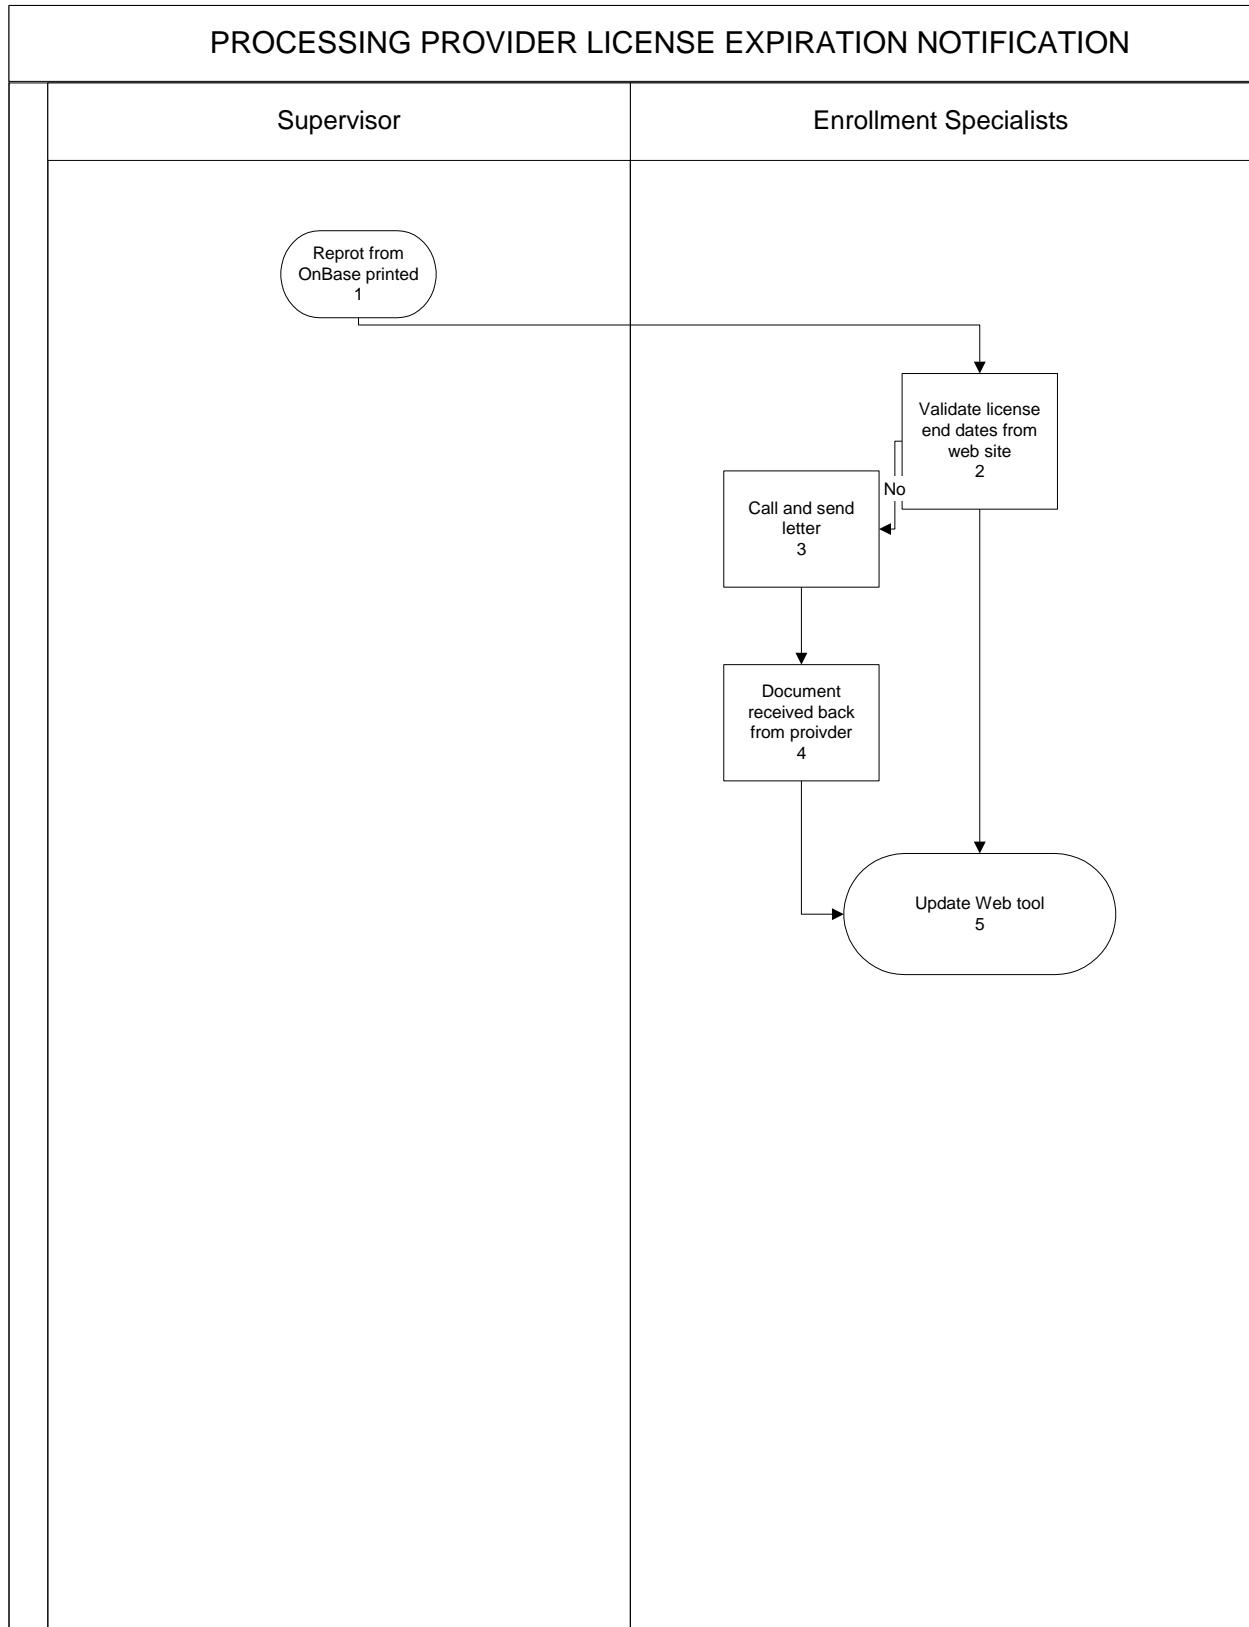 PROCESSING PROVIDER LICENSE EXPIRATION NOTIFICATION
Supervisor
Enrollment Specialists
Reprot from
OnBase printed
1
Validate license
end dates from
web site
2
No
Call and send
letter
3
Document
received back
from proivder
4
Update Web tool
5